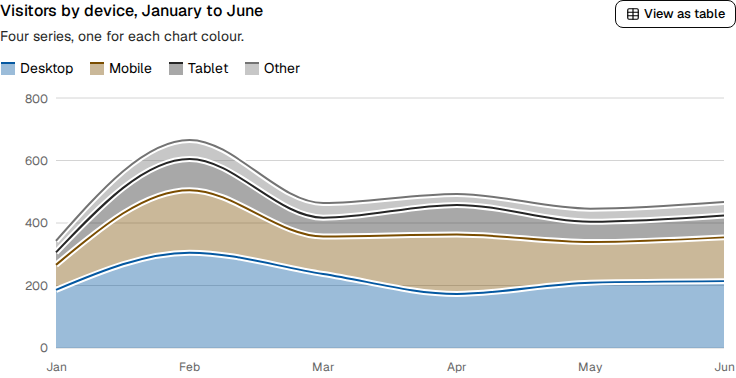 Visitors by device, January to June
View as table
Four series, one for each chart colour.
Desktop Mobile Tablet Other
800
600
400
200
0
Jan Feb Mar Apr May Jun